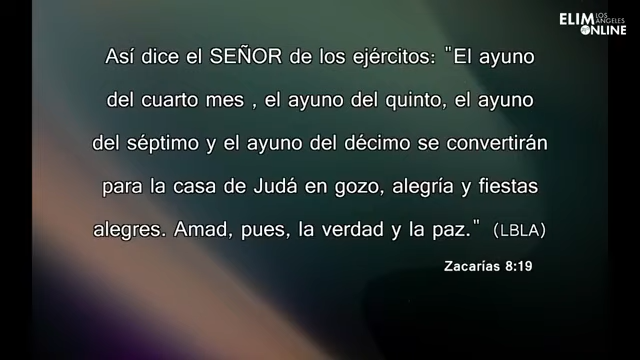 ELIM LOS ANGELES ONLINE
Así dice el SEÑOR de los ejércitos: "El ayuno
del cuarto mes , el ayuno del quinto, el ayuno
del séptimo y el ayuno del décimo se convertirán
para la casa de Judá en gozo, alegría y fiestas
alegres. Amad, pues, la verdad y la paz." (LBLA)
Zacarías 8:19